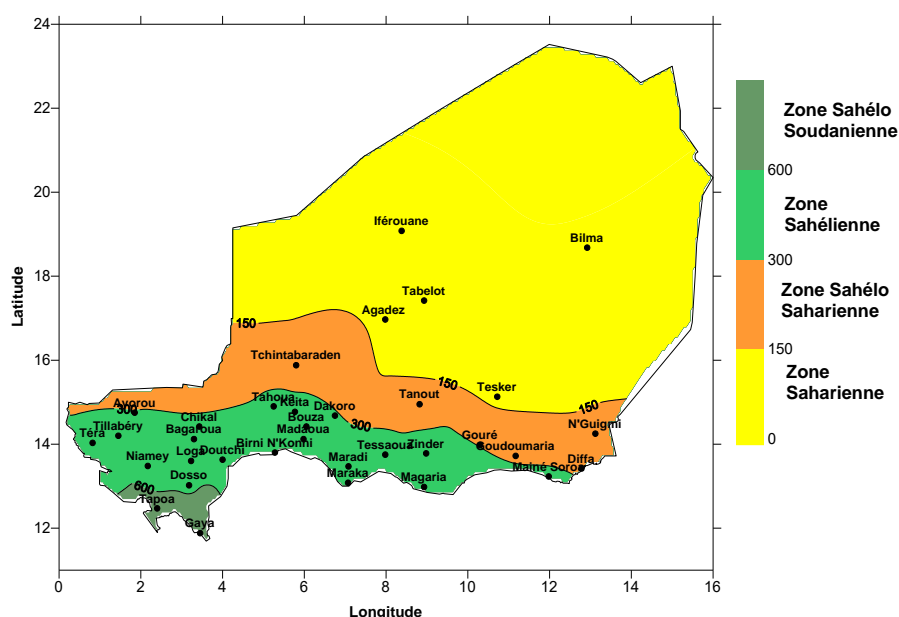 24
22
20
18
16
14
12
Latitude
0
2
4
6
8
10
12
14
16
Longitude
Iférouane
Bilma
Tabelot
Agadez
150
Tchintabaraden
150
Tesker
Tanout
150
Ayorou
300
Tahoua
Keita
Dakoro
Chikal
Bouza
300
N'Guigmi
Téra
Tillabéry
Bagaroua
Madaoua
Birni N'Konni
Tessaoua
Zinder
Gouré
Goudoumaria
Niamey
Loga
Doutchi
Maradi
Maïné Soroa
Diffa
Dosso
Maraka
Magaria
600
Tapoa
Gaya
Zone Sahélo
Soudanienne
600
Zone
Sahélienne
300
Zone Sahélo
Saharienne
150
Zone
Saharienne
0